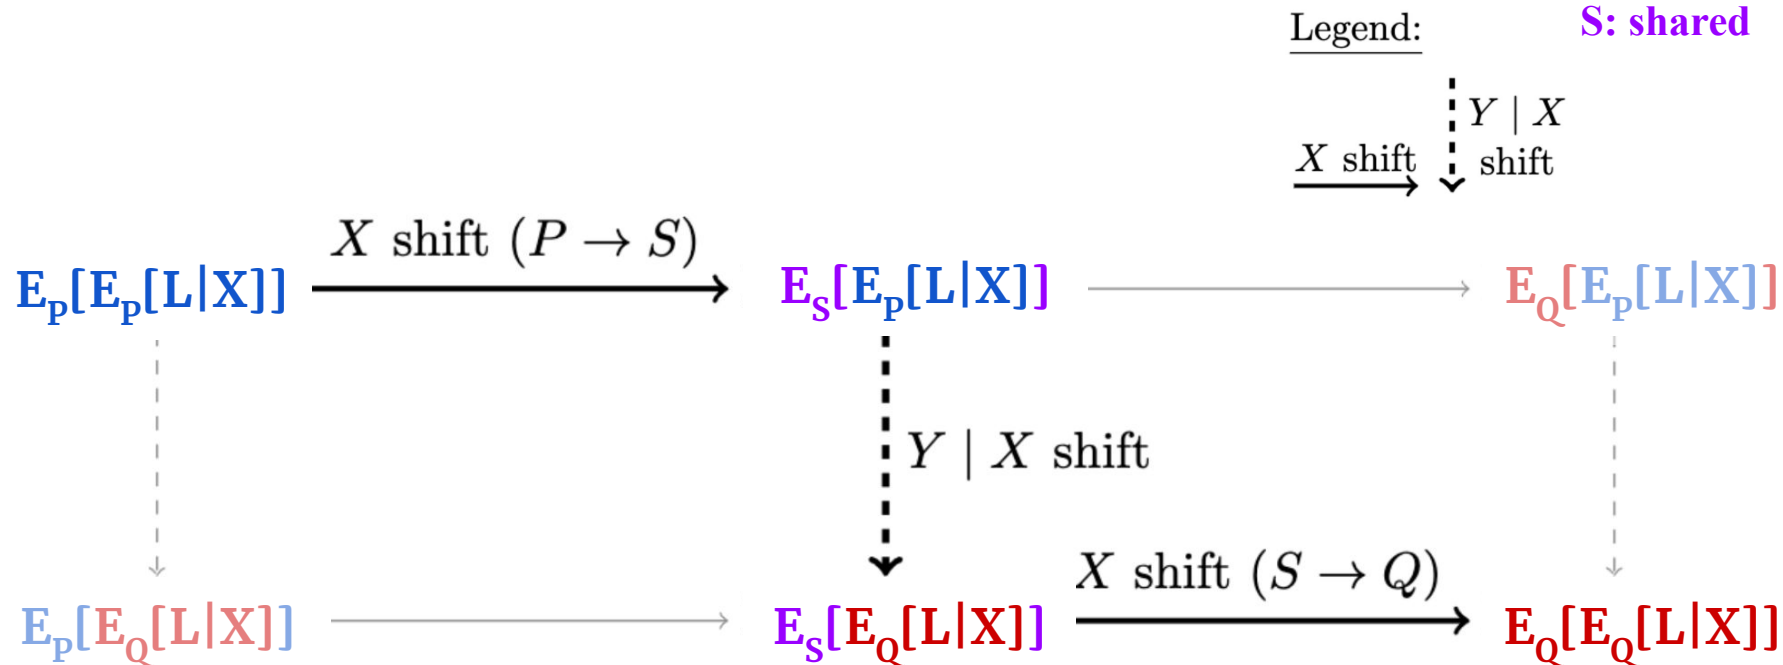 Legend:
S: shared
Y | X
shift
X shift
X shift (P → S)
E_P[E_P[L|X]]
E_S[E_P[L|X]]
E_Q[E_P[L|X]]
Y | X shift
X shift (S → Q)
E_P[E_Q[L|X]]
E_S[E_Q[L|X]]
E_Q[E_Q[L|X]]